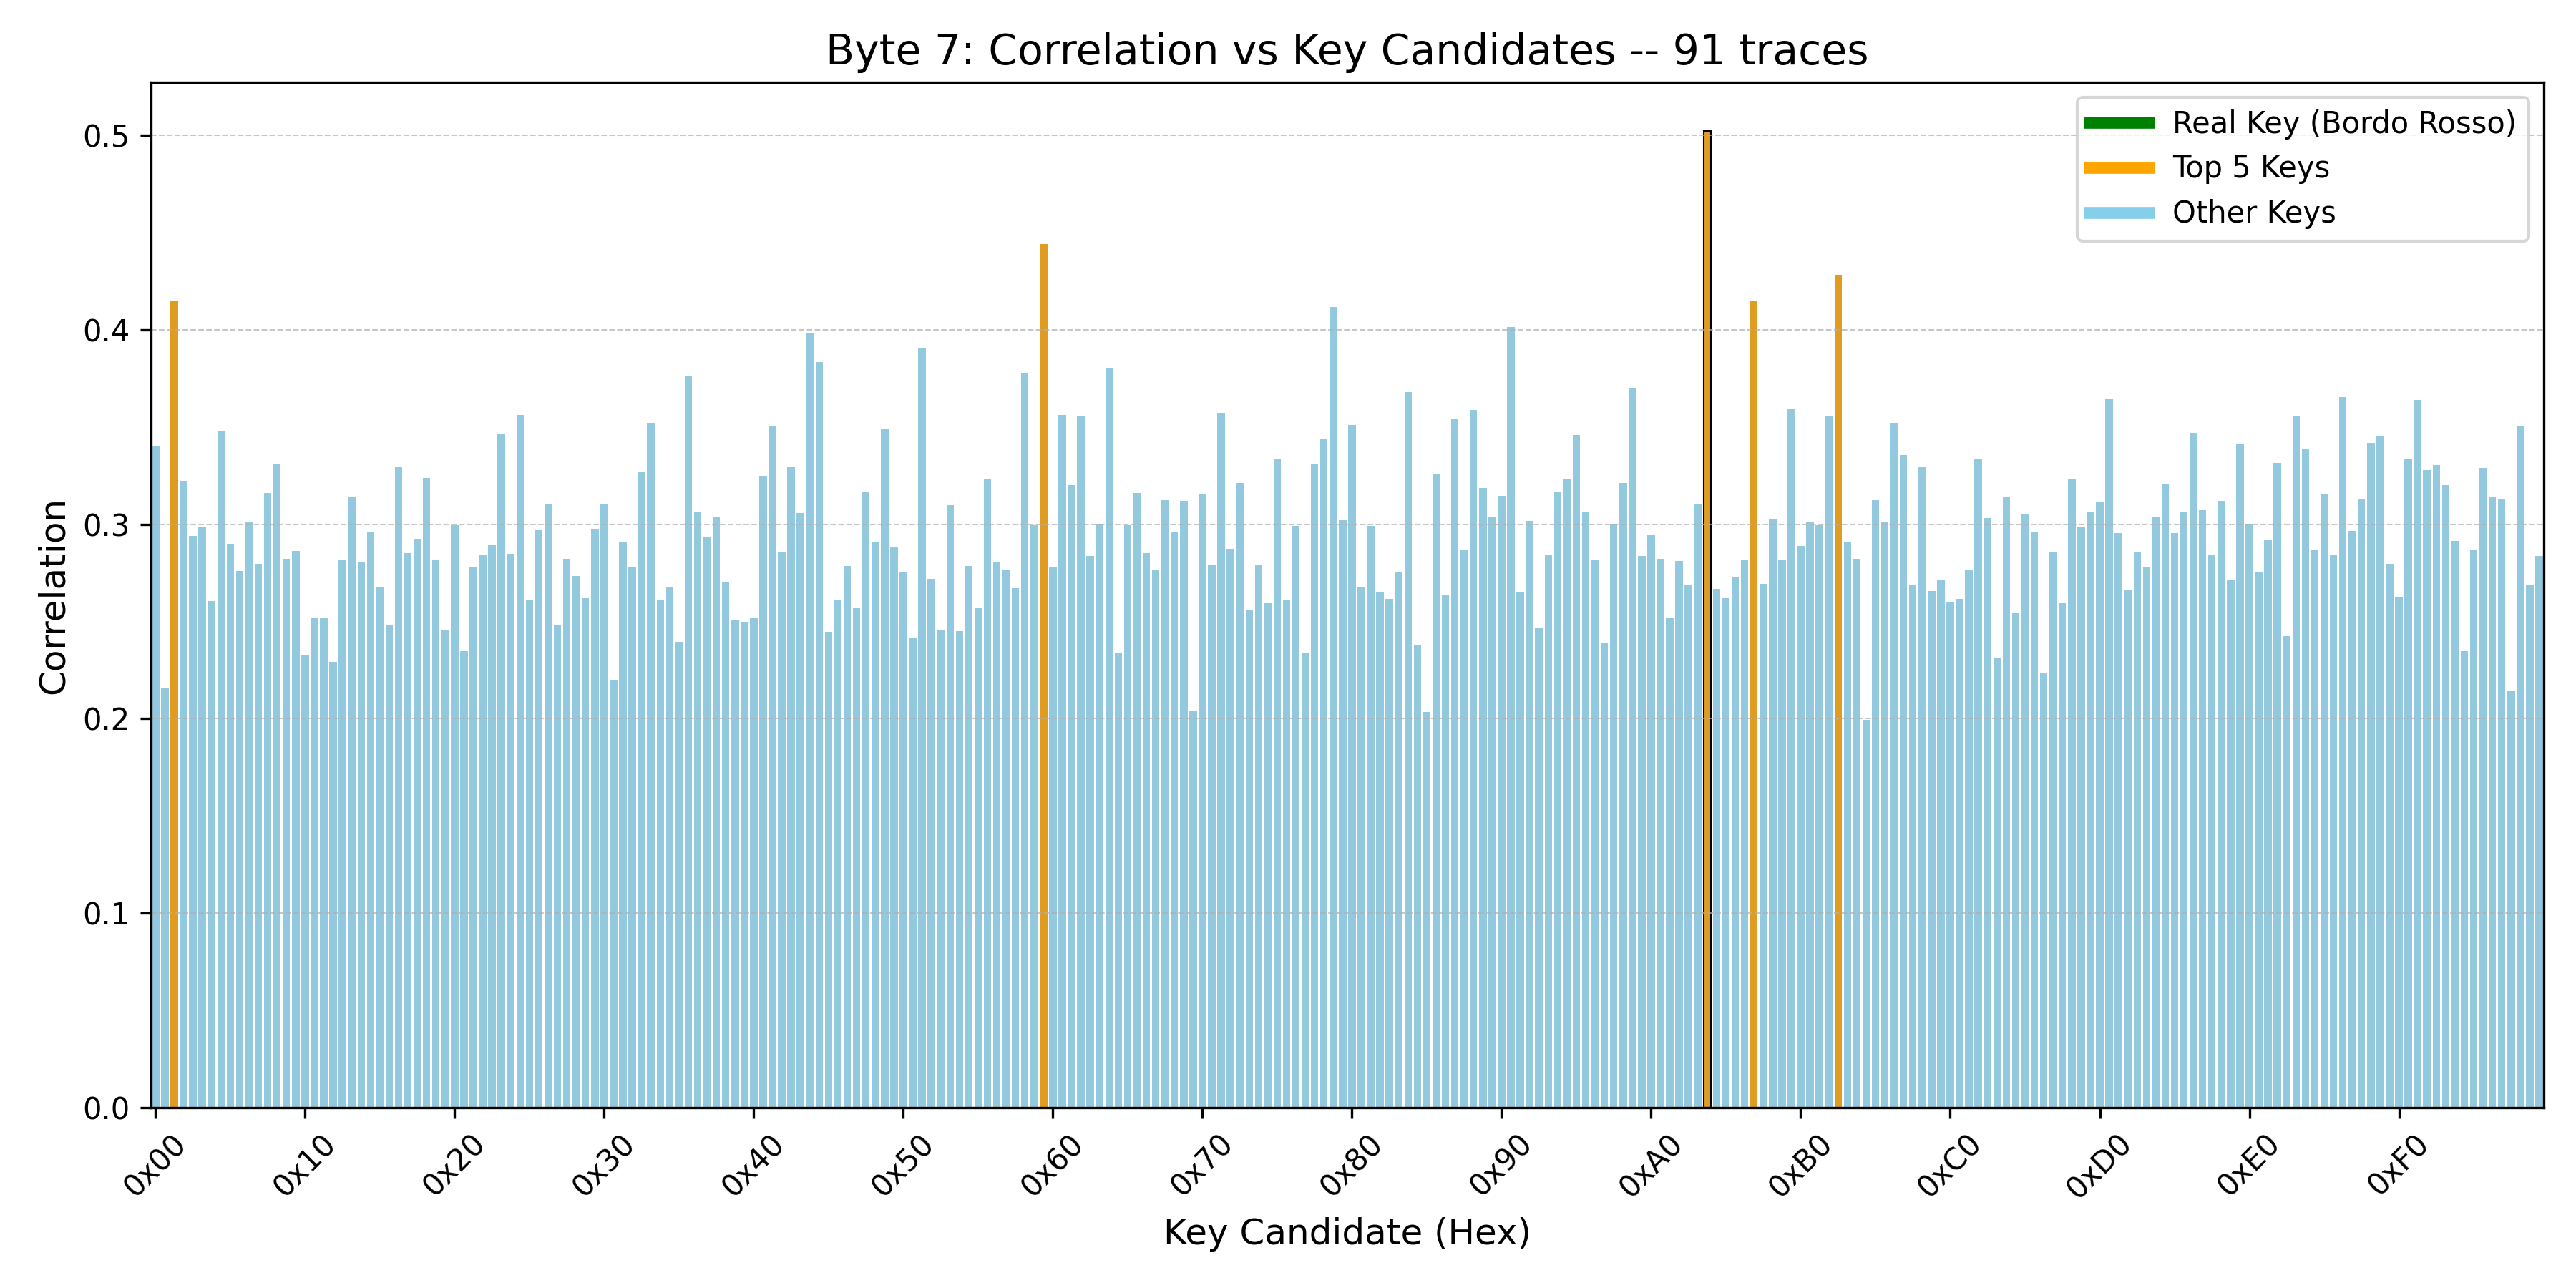 Byte 7: Correlation vs Key Candidates -- 91 traces
Real Key (Bordo Rosso)
Top 5 Keys
Other Keys
Correlation
0.5
0.4
0.3
0.2
0.1
0.0
0x00 0x10 0x20 0x30 0x40 0x50 0x60 0x70 0x80 0x90 0xA0 0xB0 0xC0 0xD0 0xE0 0xF0
Key Candidate (Hex)